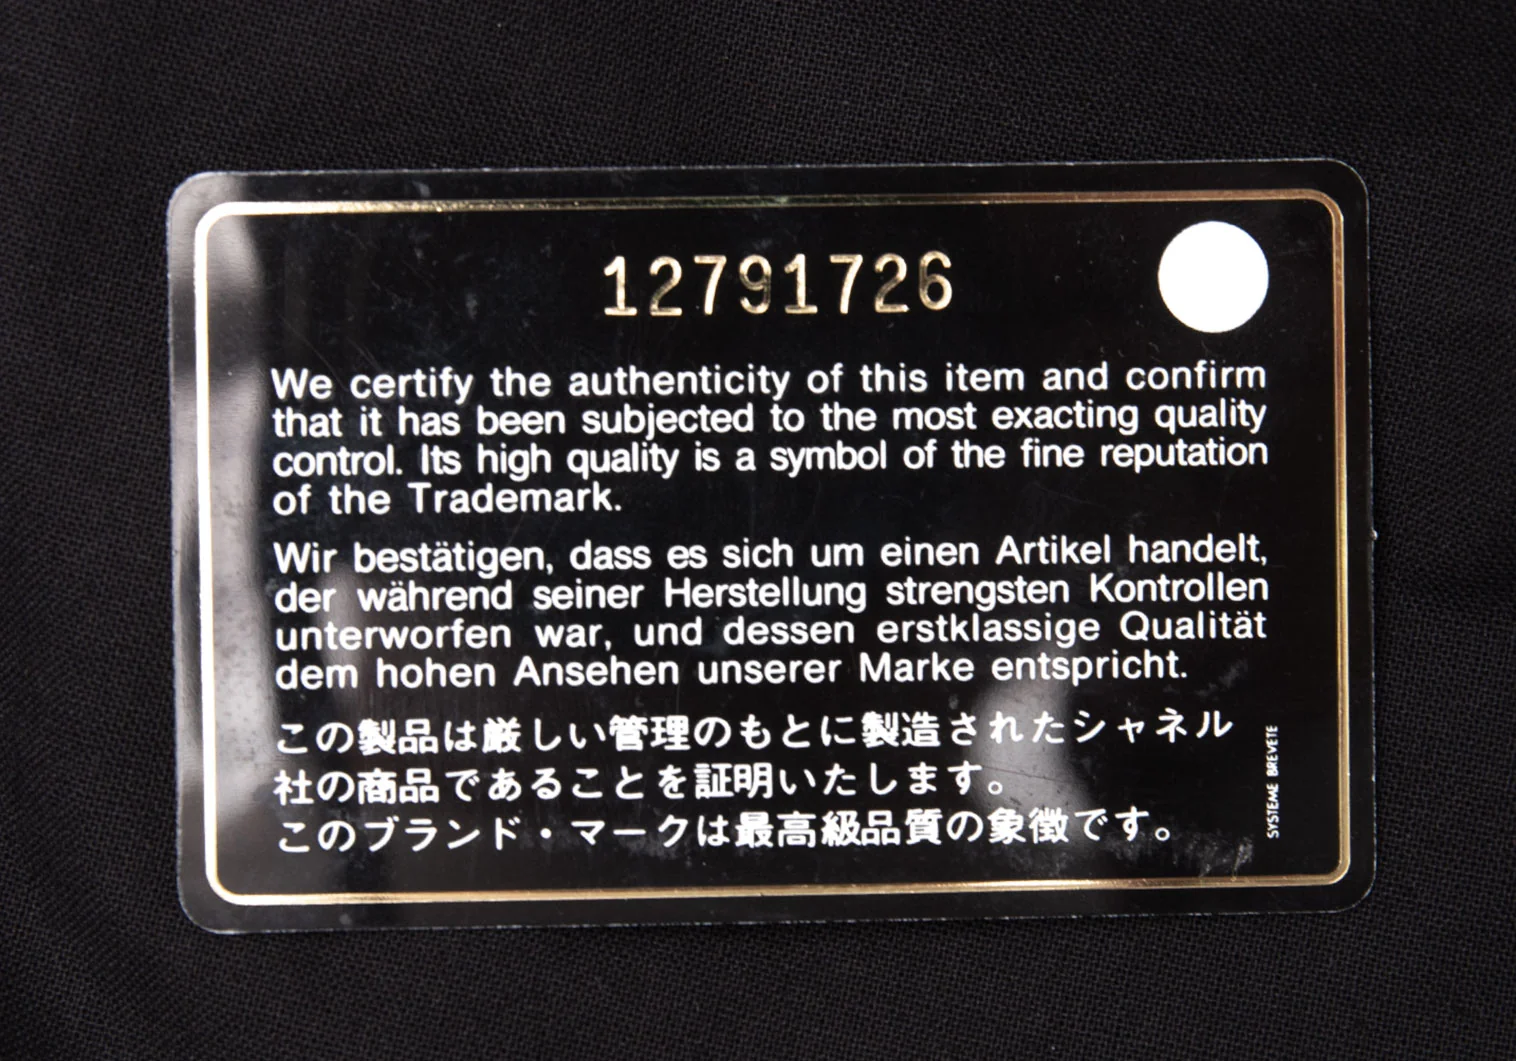 12791726
We certify the authenticity of this item and confirm
that it has been subjected to the most exacting quality
control. Its high quality is a symbol of the fine reputation
of the Trademark.
Wir bestätigen, dass es sich um einen Artikel handelt,
der während seiner Herstellung strengsten Kontrollen
unterworfen war, und dessen erstklassige Qualität
dem hohen Ansehen unserer Marke entspricht.
この製品は厳しい管理のもとに製造されたシャネル
社の商品であることを証明いたします。
このブランド・マークは最高級品質の象徴です。
SYSTEME BREVETE